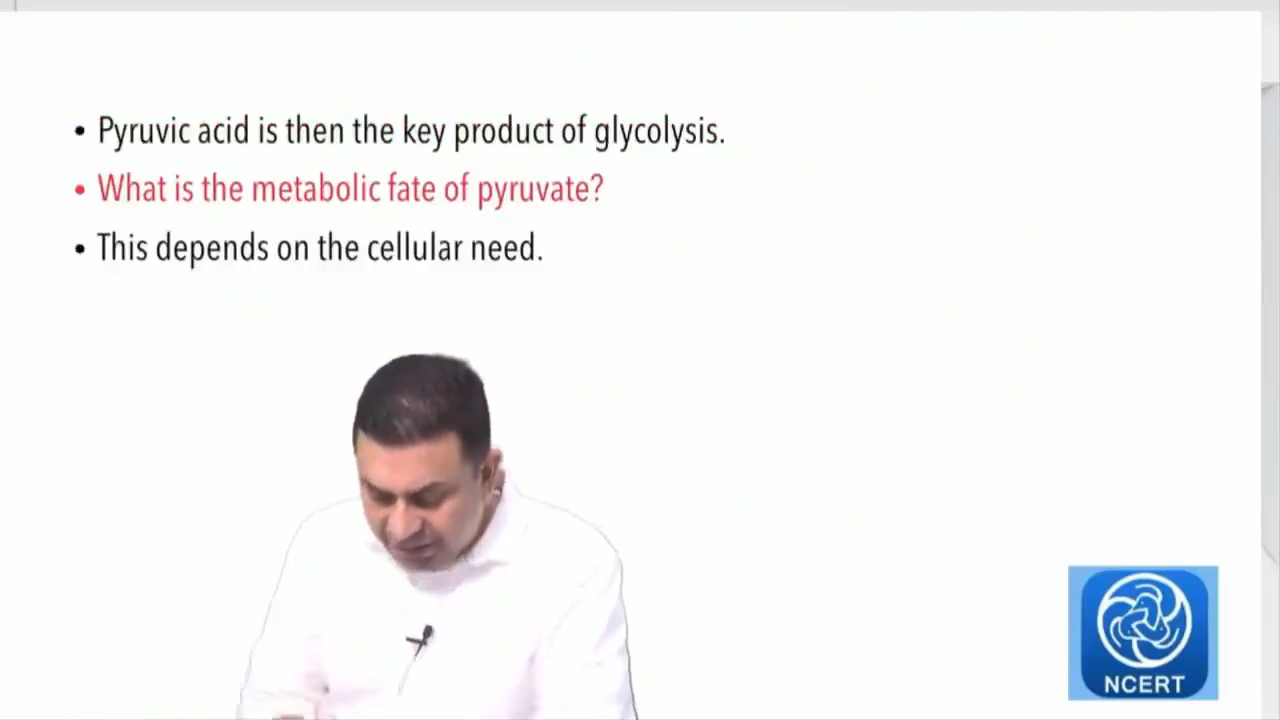 • Pyruvic acid is then the key product of glycolysis.
• What is the metabolic fate of pyruvate?
• This depends on the cellular need.
NCERT